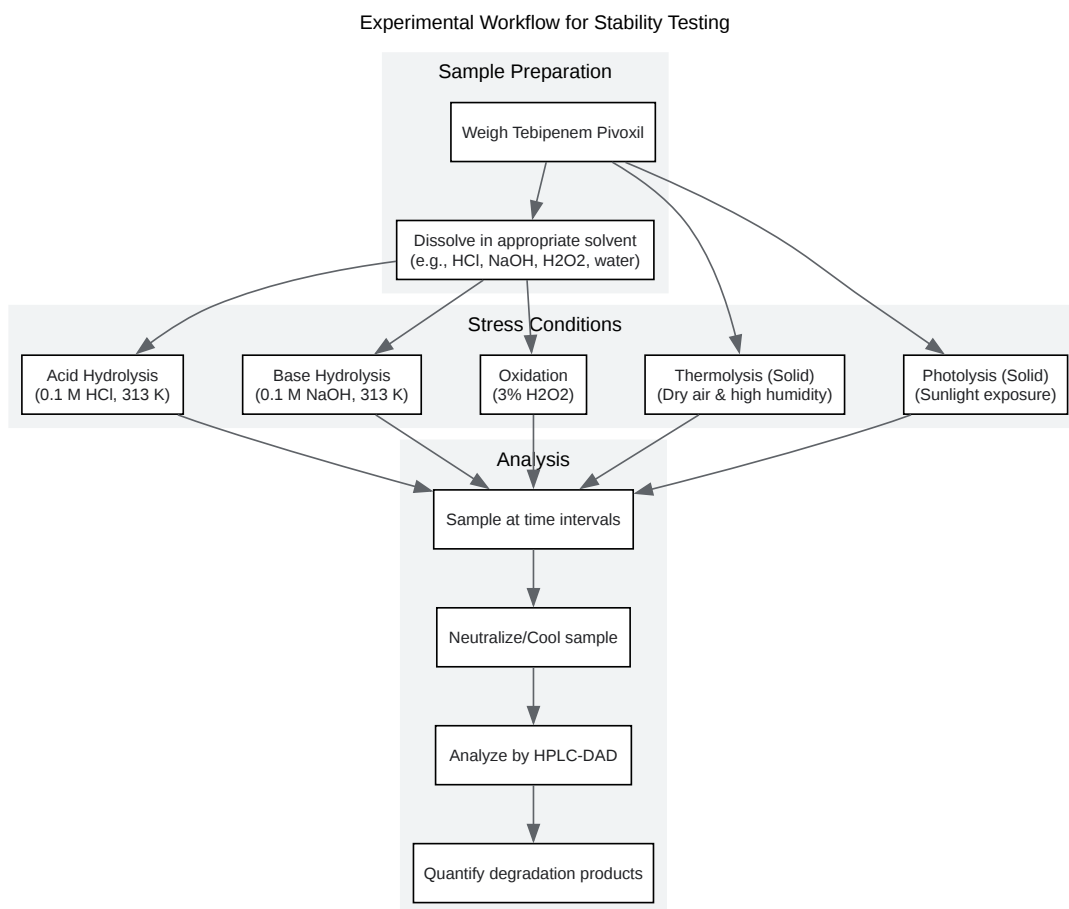 Experimental Workflow for Stability Testing
Sample Preparation
Weigh Tebipenem Pivoxil
Dissolve in appropriate solvent
(e.g., HCl, NaOH, H2O2, water)
Stress Conditions
Acid Hydrolysis
(0.1 M HCl, 313 K)
Base Hydrolysis
(0.1 M NaOH, 313 K)
Oxidation
(3% H2O2)
Thermolysis (Solid)
(Dry air & high humidity)
Photolysis (Solid)
(Sunlight exposure)
Analysis
Sample at time intervals
Neutralize/Cool sample
Analyze by HPLC-DAD
Quantify degradation products